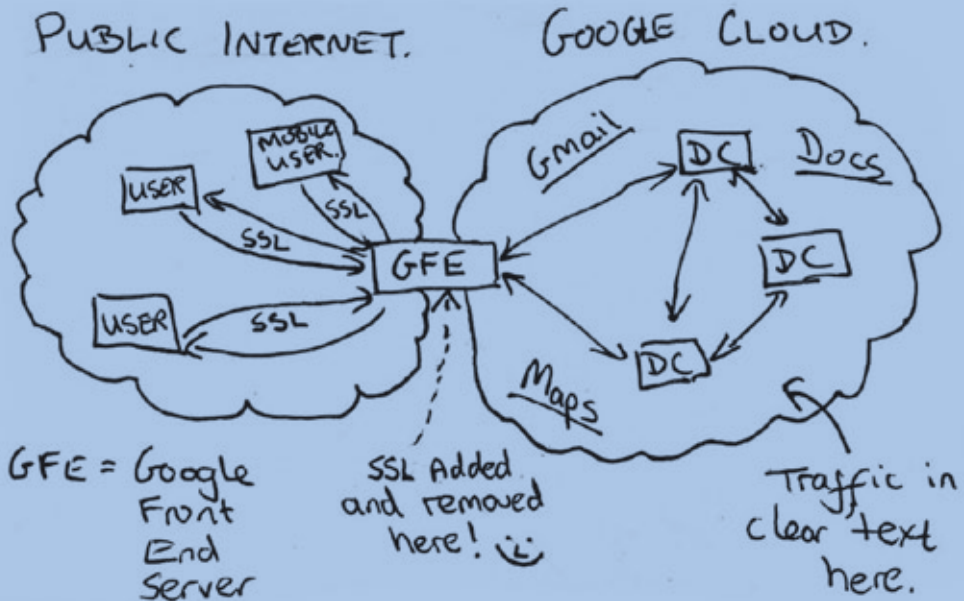 PUBLIC INTERNET.
GOOGLE CLOUD.
MOBILE
USER.
USER
SSL
SSL
USER
SSL
GFE
Gmail
DC
Docs
DC
DC
Maps
GFE = Google
Front
End
Server
SSL Added
and removed
here!
Traffic in
clear text
here.